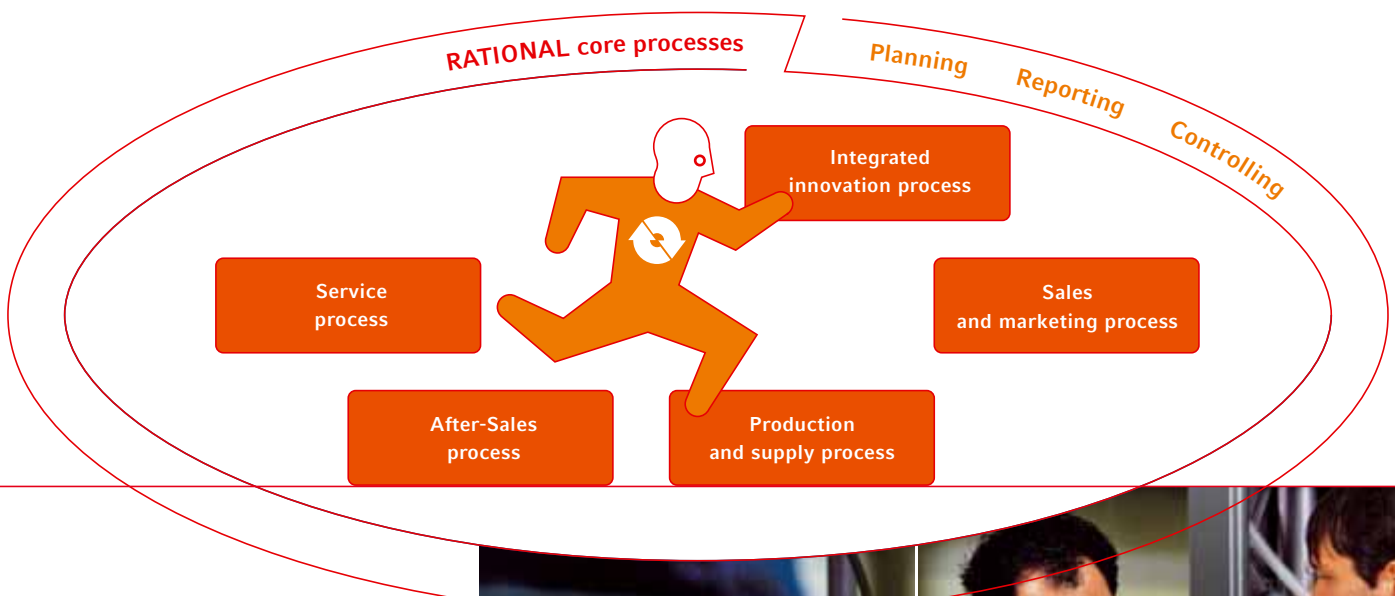 RATIONAL core processes
Planning Reporting Controlling
Integrated
innovation process
Service
process
Sales
and marketing process
After-Sales
process
Production
and supply process